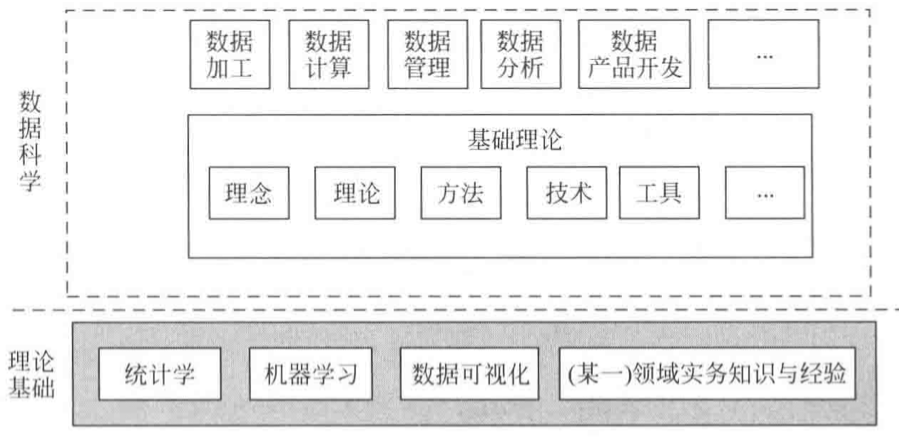 数据科学
数据
加工
数据
计算
数据
管理
数据
分析
数据
产品开发
...
基础理论
理念
理论
方法
技术
工具
...
理论
基础
统计学
机器学习
数据可视化
(某一)领域实务知识与经验